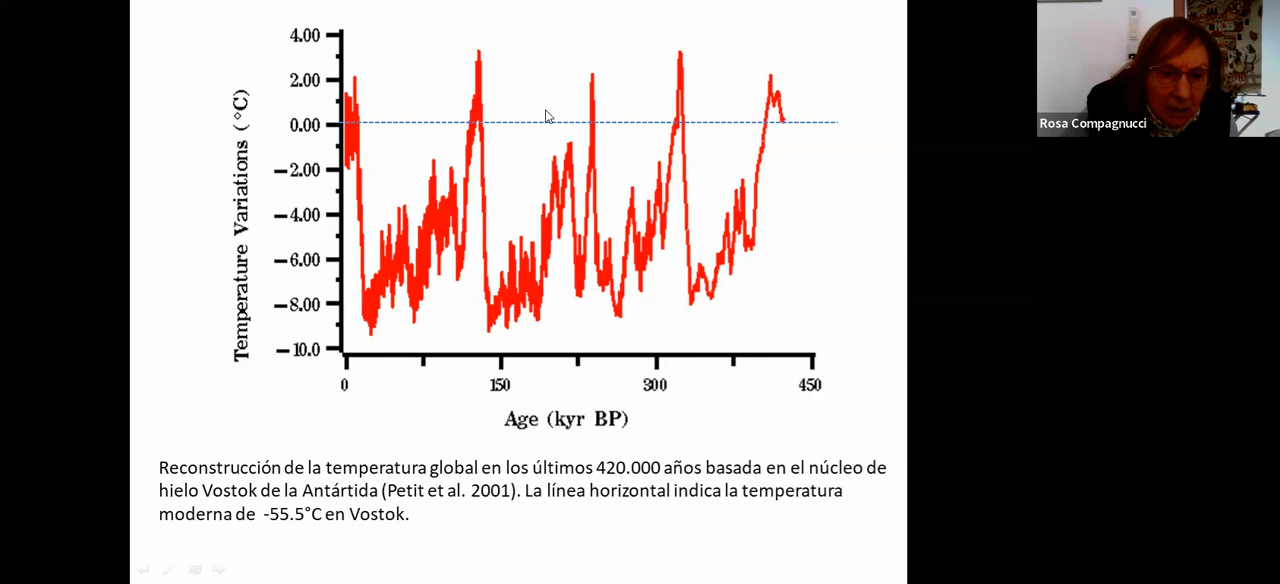 4.00
2.00
0.00
−2.00
−4.00
−6.00
−8.00
−10.0
Temperature Variations (°C)
0
150
300
450
Age (kyr BP)
Reconstrucción de la temperatura global en los últimos 420.000 años basada en el núcleo de
hielo Vostok de la Antártida (Petit et al. 2001). La línea horizontal indica la temperatura
moderna de -55.5°C en Vostok.
Rosa Compagnucci